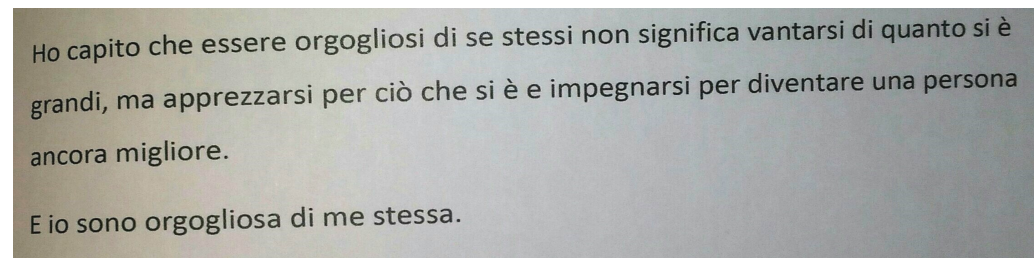 Ho capito che essere orgogliosi di se stessi non significa vantarsi di quanto si è
grandi, ma apprezzarsi per ciò che si è e impegnarsi per diventare una persona
ancora migliore.
E io sono orgogliosa di me stessa.